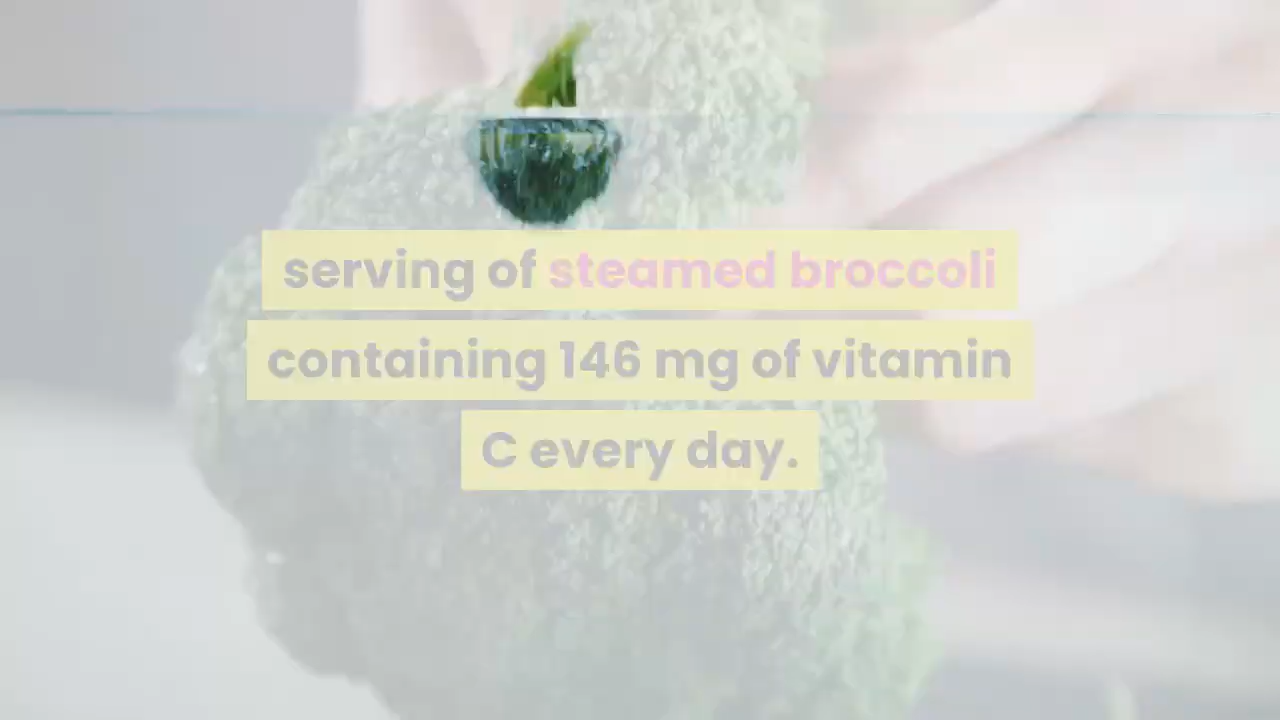 serving of steamed broccoli
containing 146 mg of vitamin
C every day.